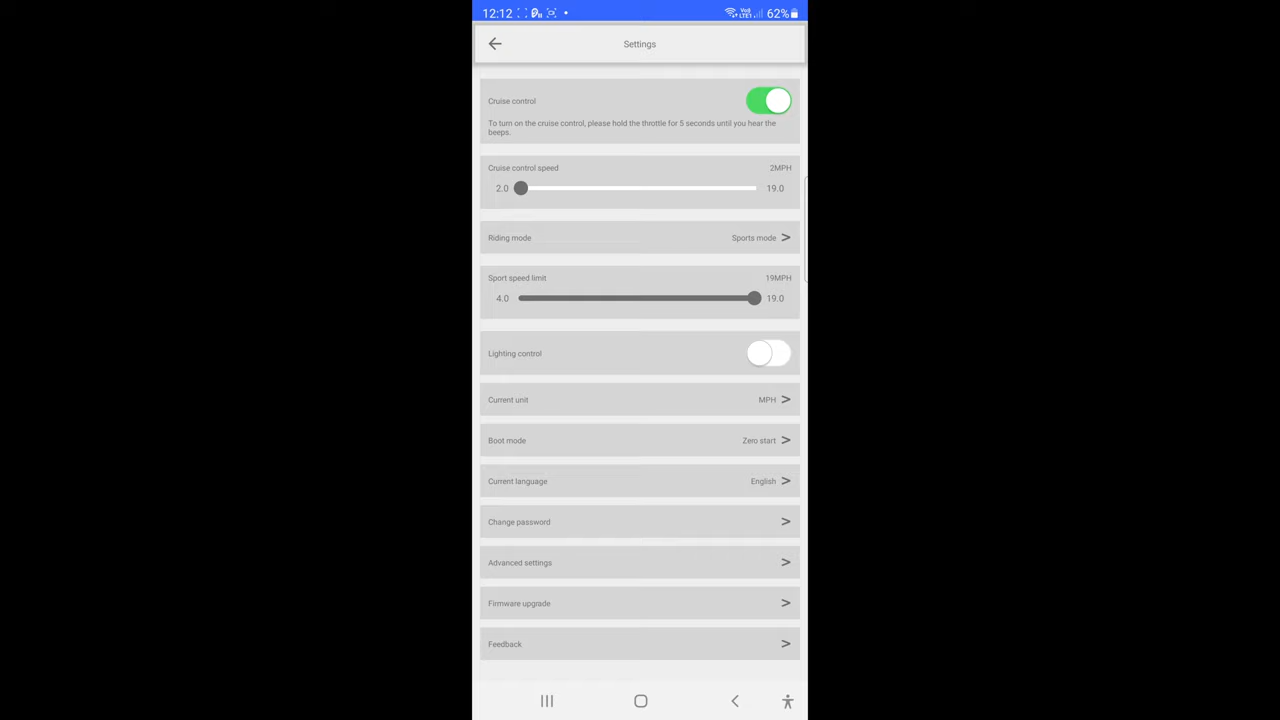 12:12 62%
Settings
Cruise control
To turn on the cruise control, please hold the throttle for 5 seconds until you hear the
beeps.
Cruise control speed 2MPH
2.0 19.0
Riding mode Sports mode >
Sport speed limit 19MPH
4.0 19.0
Lighting control
Current unit MPH >
Boot mode Zero start >
Current language English >
Change password >
Advanced settings >
Firmware upgrade >
Feedback >